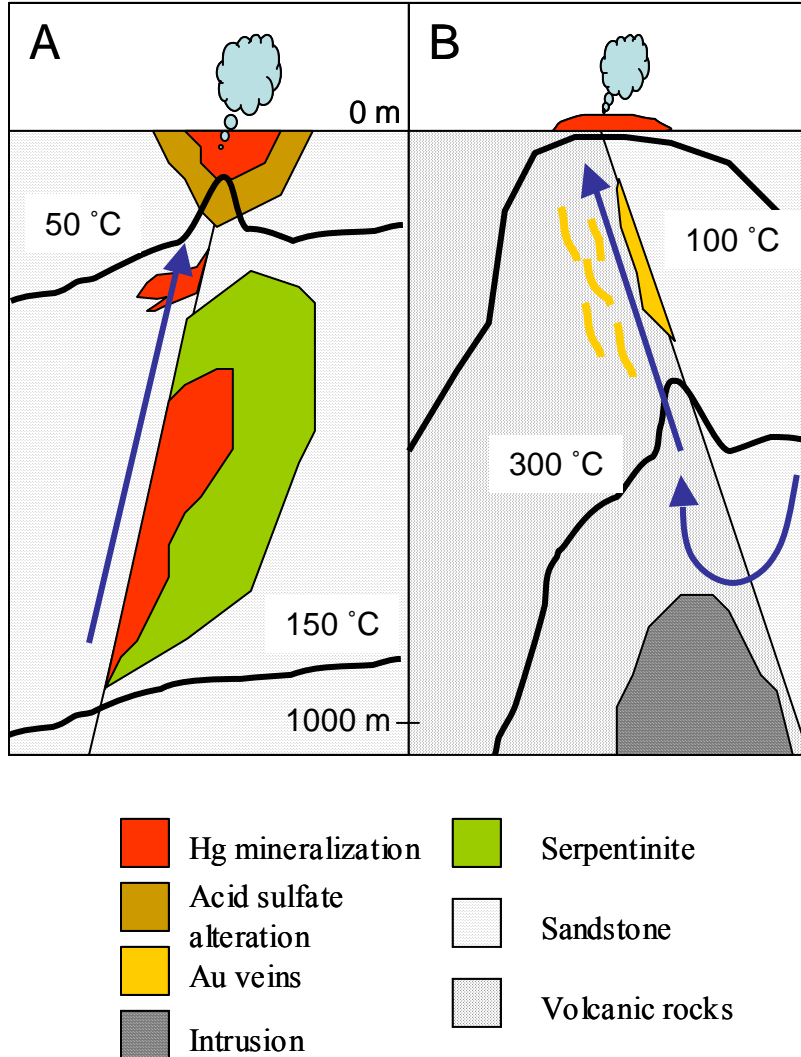 A
B
0 m
50 °C
100 °C
300 °C
150 °C
1000 m
Hg mineralization
Acid sulfate
alteration
Au veins
Intrusion
Serpentinite
Sandstone
Volcanic rocks